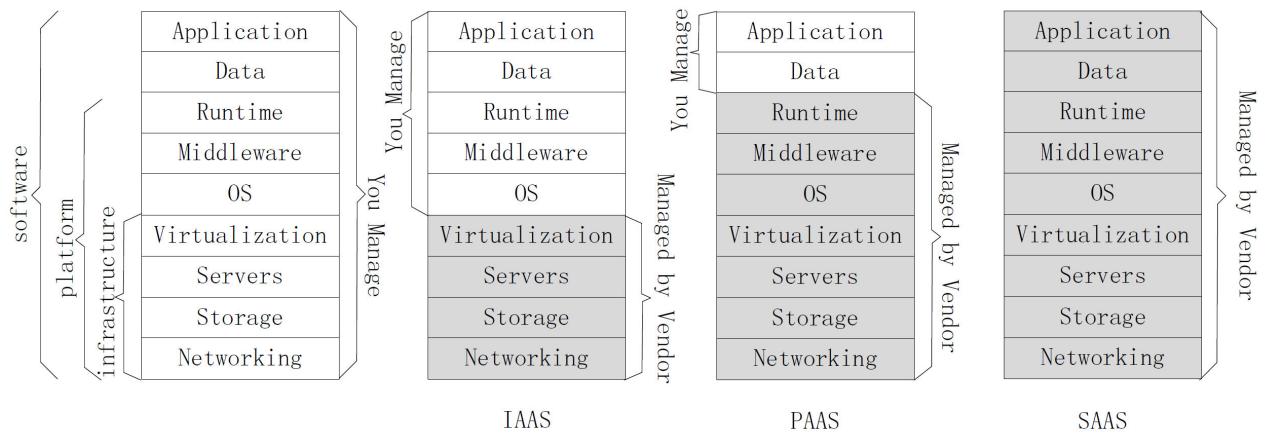 software
platform
infrastructure
Application
Data
Runtime
Middleware
OS
Virtualization
Servers
Storage
Networking
You Manage
You Manage
Application
Data
Runtime
Middleware
OS
Virtualization
Servers
Storage
Networking
Managed by Vendor
IAAS
You Manage
Application
Data
Runtime
Middleware
OS
Virtualization
Servers
Storage
Networking
Managed by Vendor
PAAS
Application
Data
Runtime
Middleware
OS
Virtualization
Servers
Storage
Networking
Managed by Vendor
SAAS